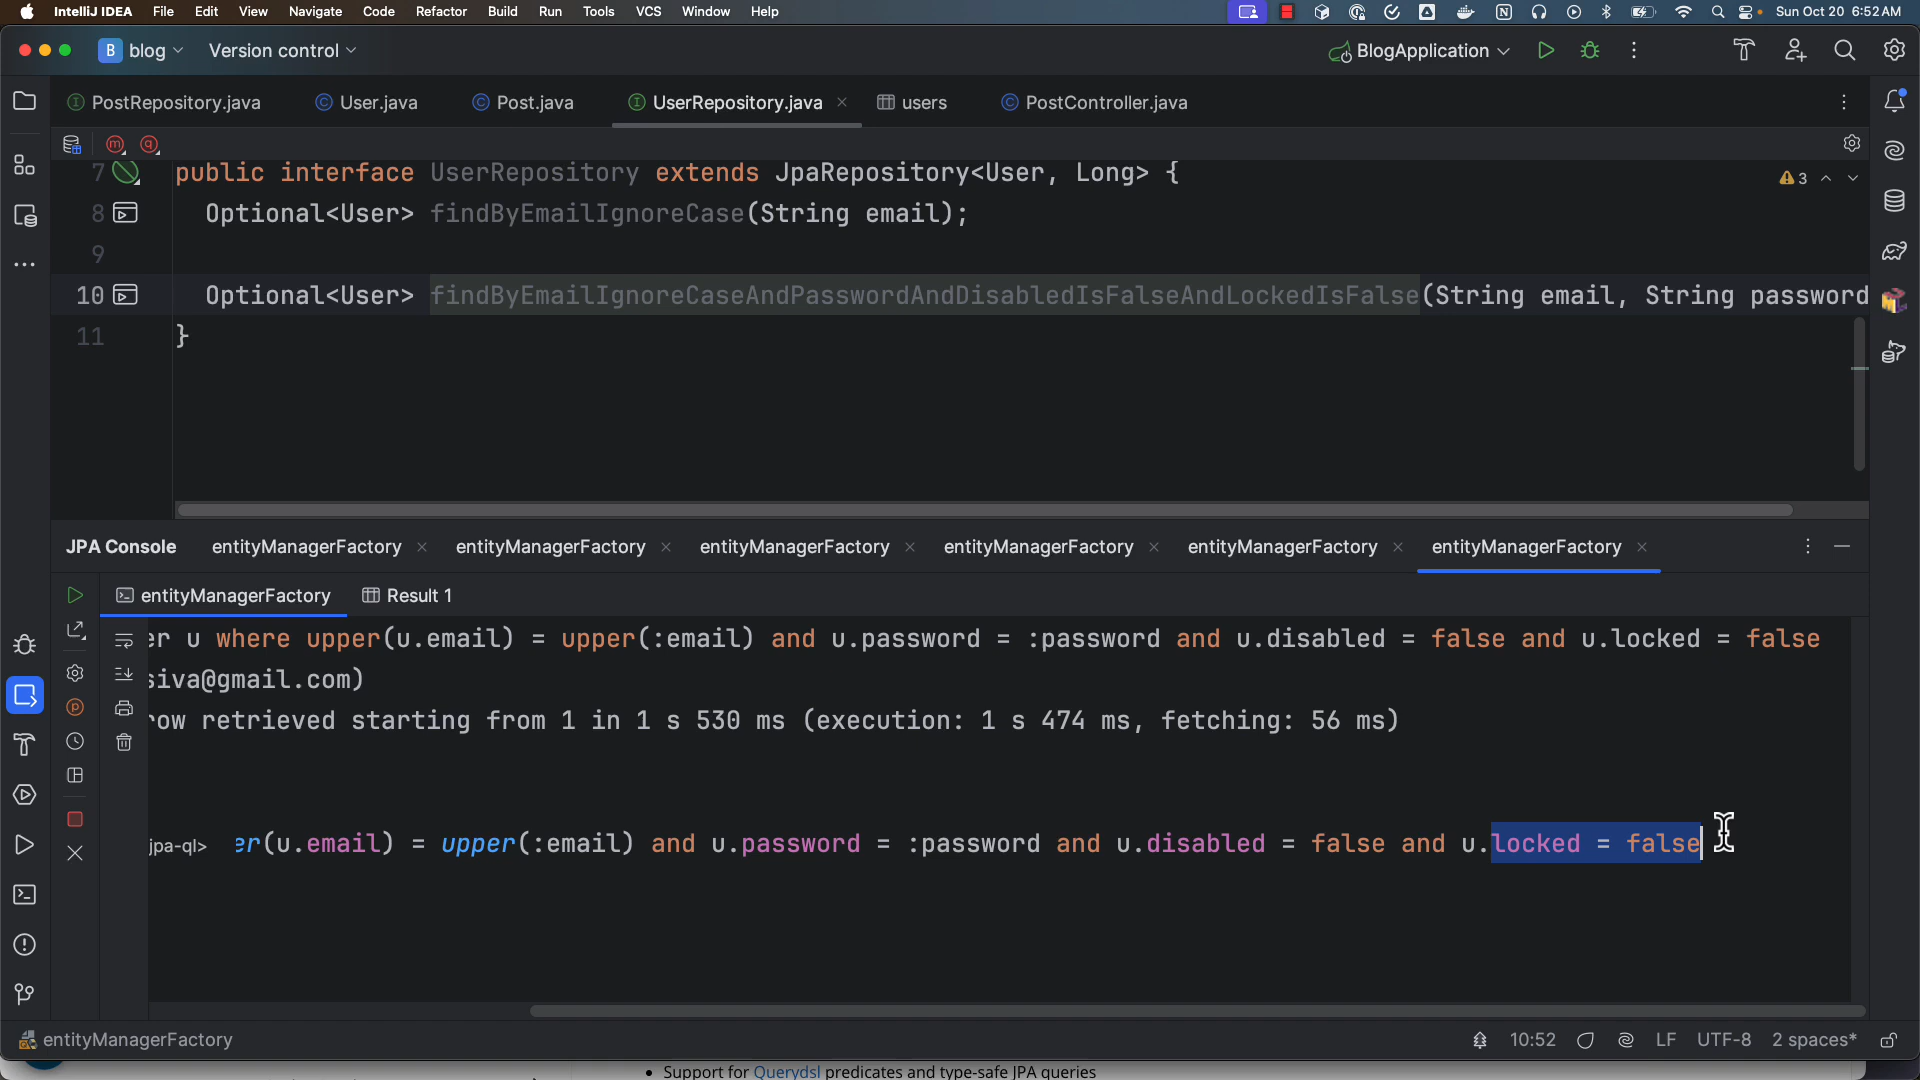 IntelliJ IDEA File Edit View Navigate Code Refactor Build Run Tools VCS Window Help Sun Oct 20 6:52 AM
B blog Version control BlogApplication
PostRepository.java User.java Post.java UserRepository.java users PostController.java
7 public interface UserRepository extends JpaRepository<User, Long> {
3
8 Optional<User> findByEmailIgnoreCase(String email);
9
10 Optional<User> findByEmailIgnoreCaseAndPasswordAndDisabledIsFalseAndLockedIsFalse(String email, String password
11 }
JPA Console entityManagerFactory entityManagerFactory entityManagerFactory entityManagerFactory entityManagerFactory entityManagerFactory
entityManagerFactory Result 1
er u where upper(u.email) = upper(:email) and u.password = :password and u.disabled = false and u.locked = false
siva@gmail.com)
row retrieved starting from 1 in 1 s 530 ms (execution: 1 s 474 ms, fetching: 56 ms)
jpa-ql> er(u.email) = upper(:email) and u.password = :password and u.disabled = false and u.locked = false
entityManagerFactory 10:52 LF UTF-8 2 spaces*
• Support for Querydsl predicates and type-safe JPA queries